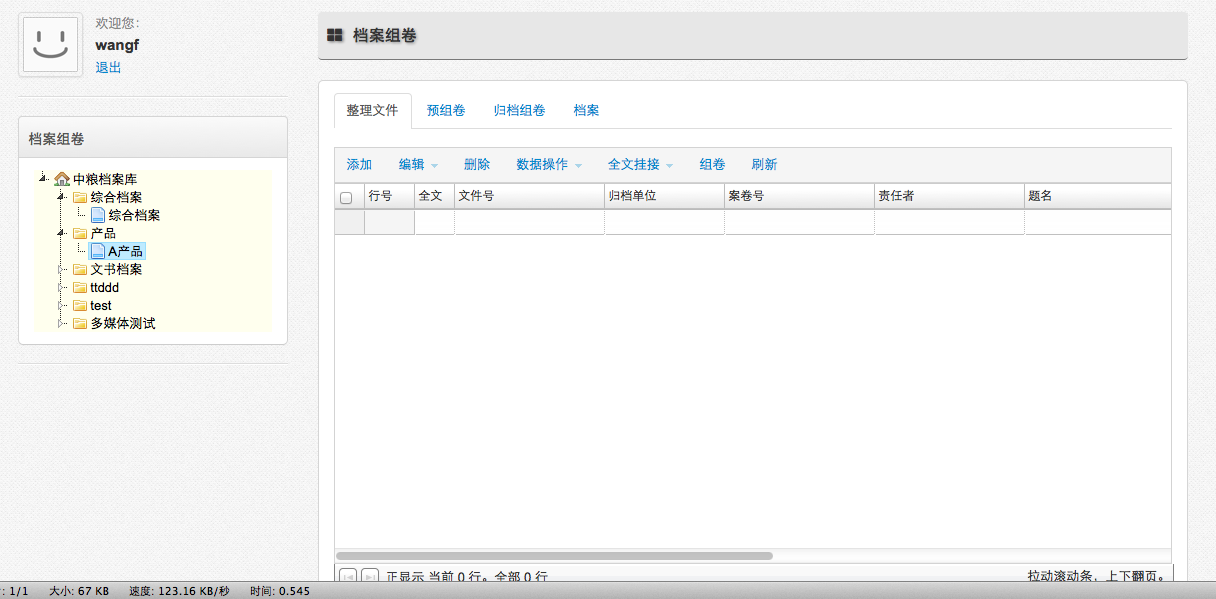 欢迎您:
wangf
退出
档案组卷
中粮档案库
综合档案
综合档案
产品
A产品
文书档案
ttddd
test
多媒体测试
档案组卷
整理文件 预组卷 归档组卷 档案
添加 编辑 删除 数据操作 全文挂接 组卷 刷新
行号 全文 文件号 归档单位 案卷号 责任者 题名
正显示 当前 0 行。全部 0 行 拉动滚动条，上下翻页。
: 1/1 大小: 67 KB 速度: 123.16 KB/秒 时间: 0.545